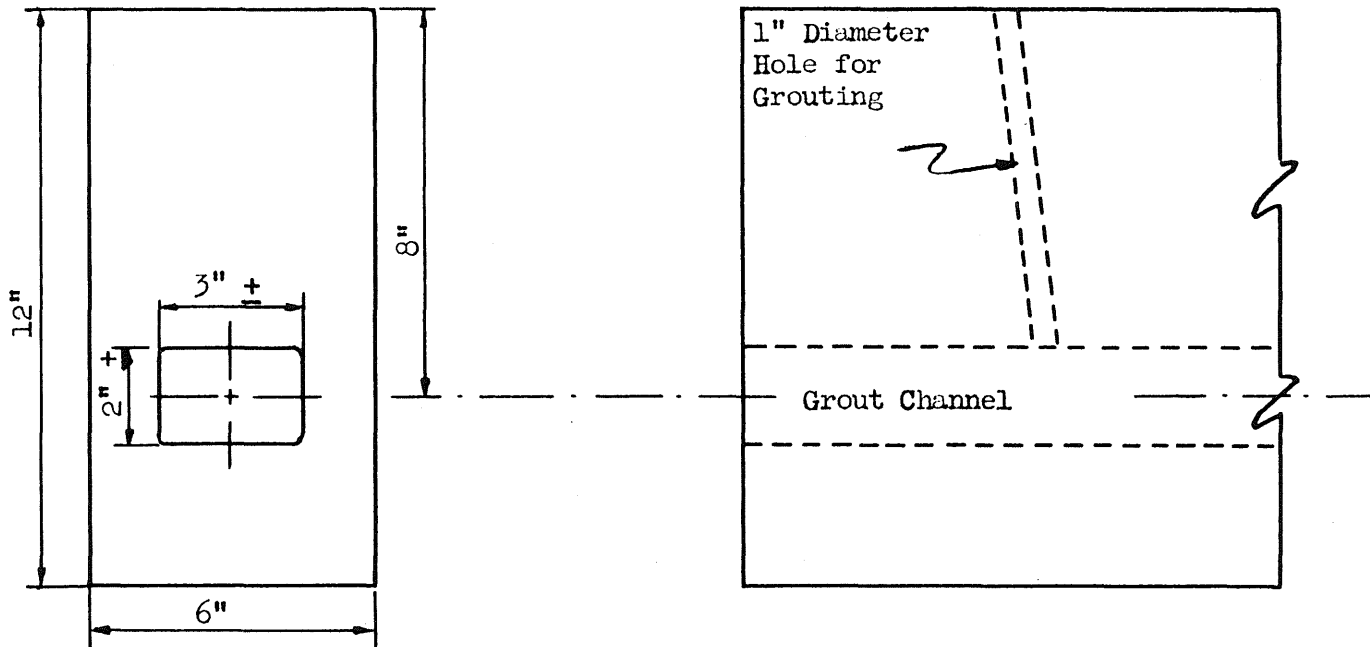 1" Diameter
Hole for
Grouting
12"
8"
3" ±
2" +
Grout Channel
6"